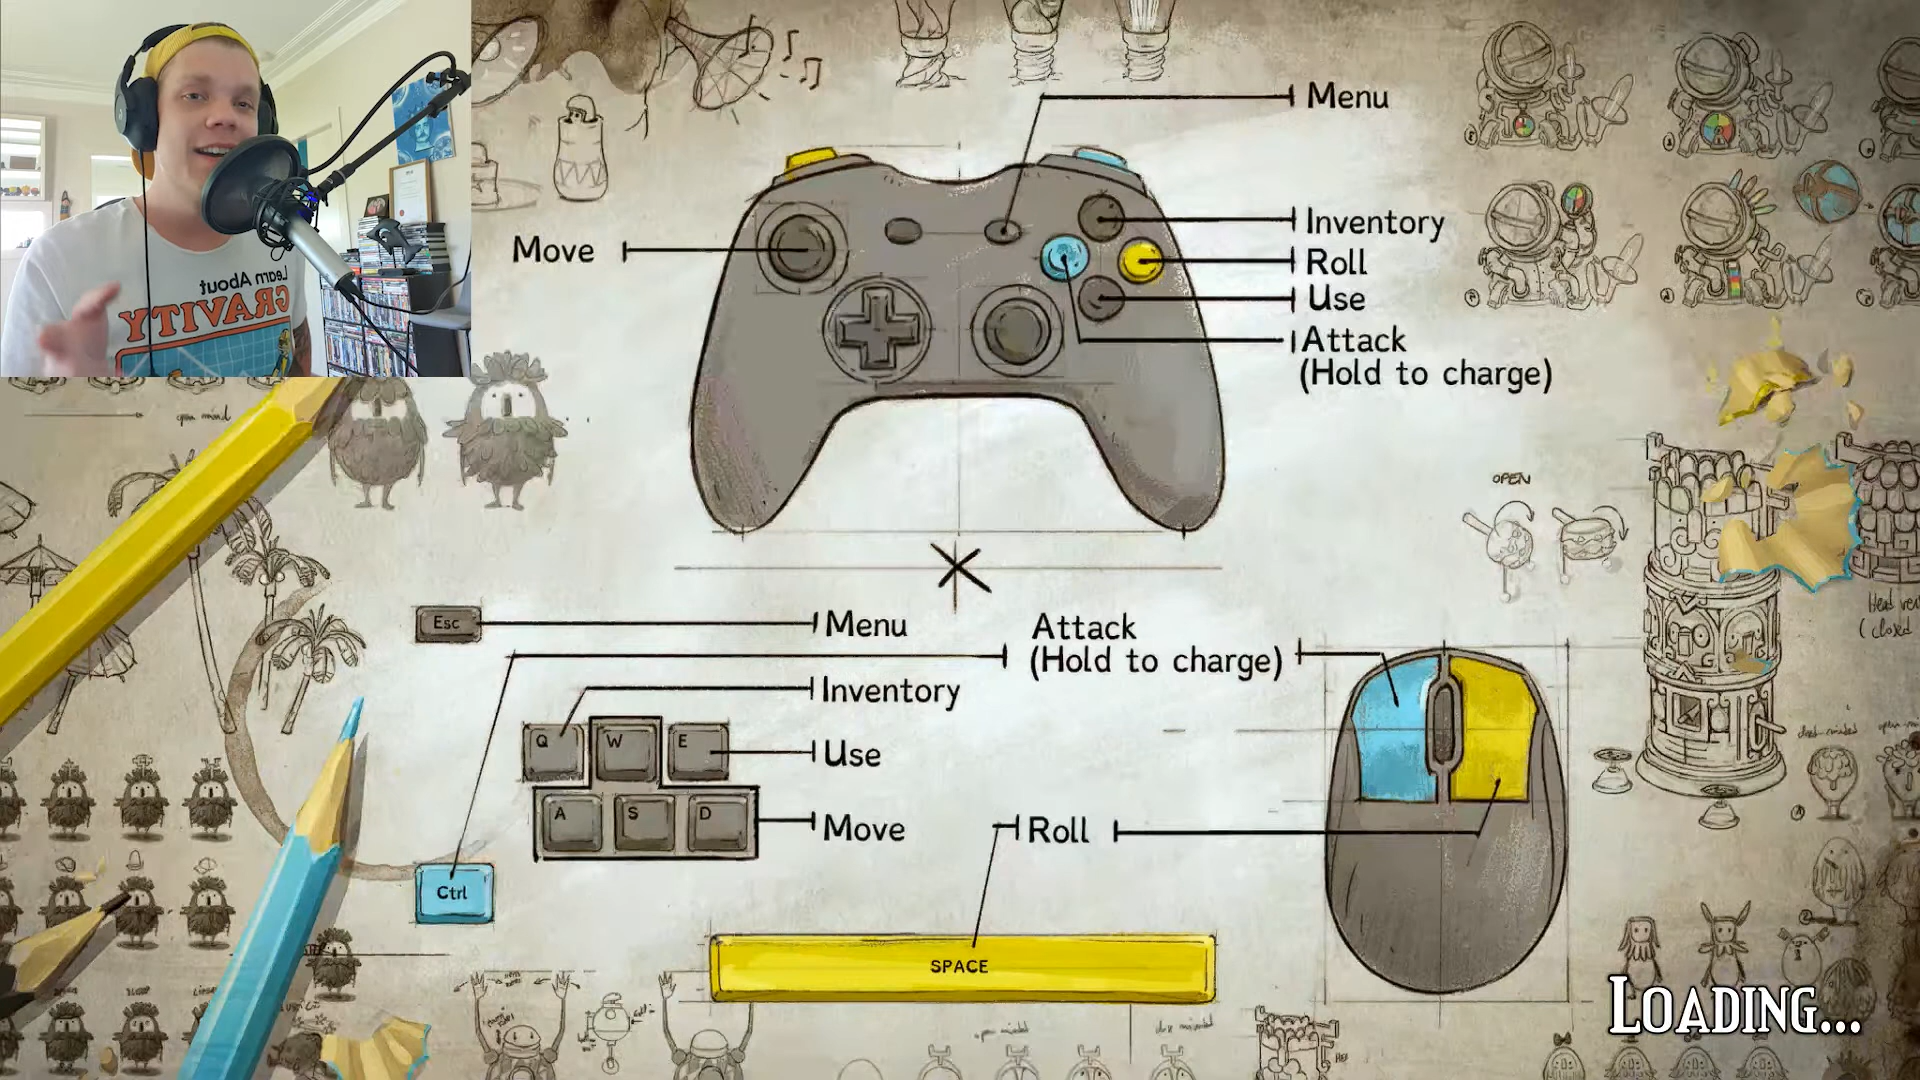 Learn About
GRAVITY
Menu
Move
Inventory
Roll
Use
Attack
(Hold to charge)
OPEN
Esc
Menu
Attack
(Hold to charge)
Inventory
Q
W
E
Use
A
S
D
Move
Roll
Ctrl
SPACE
LOADING...